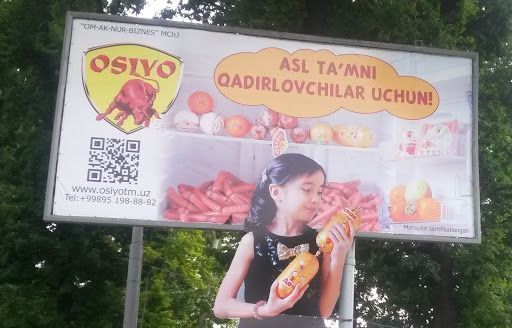 "OM-AK-NUR-BIZNES" MChJ
OSIYO
ASL TA'MNI
QADIRLOVCHILAR UCHUN!
www.osiyotm.uz
Tel:+99895 198-88-82
Mahsulot sertifikatlangan